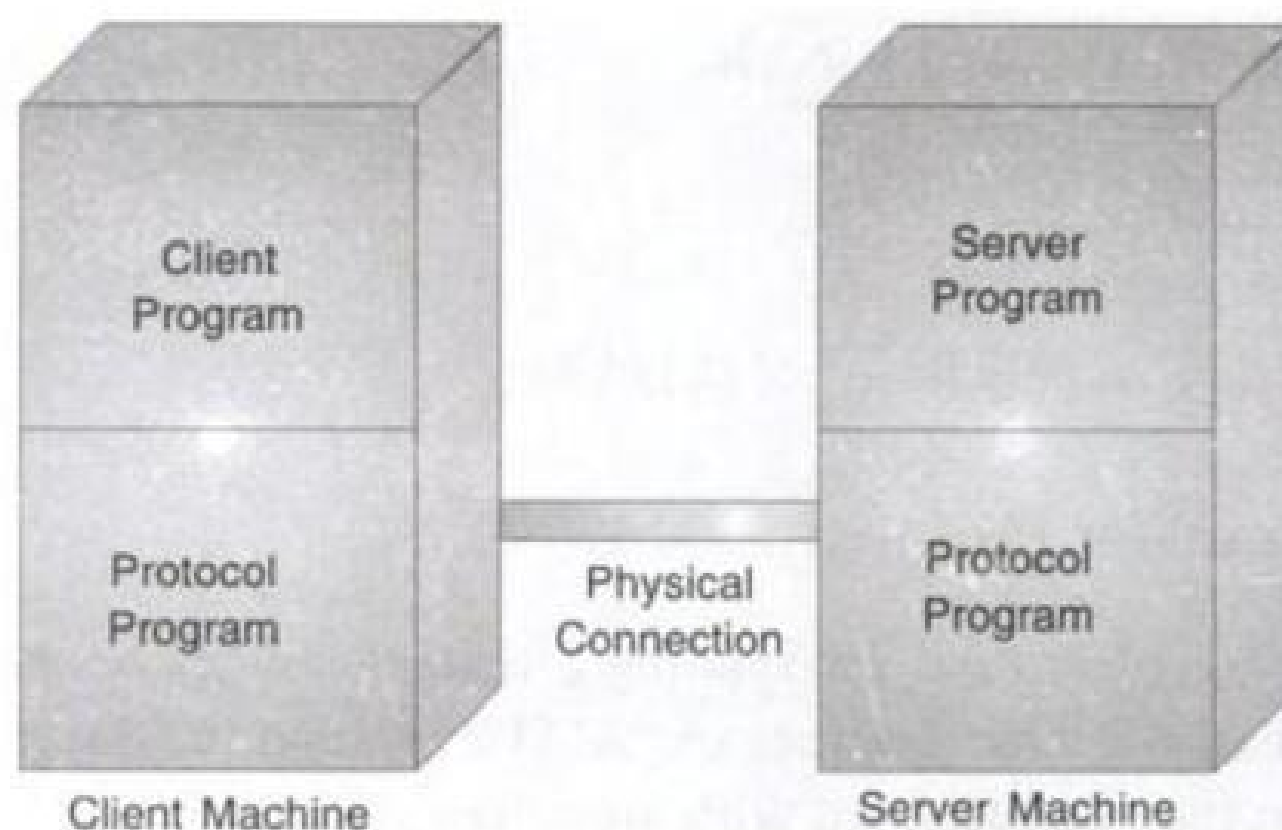 Client
Program
Protocol
Program
Client Machine
Physical
Connection
Server
Program
Protocol
Program
Server Machine